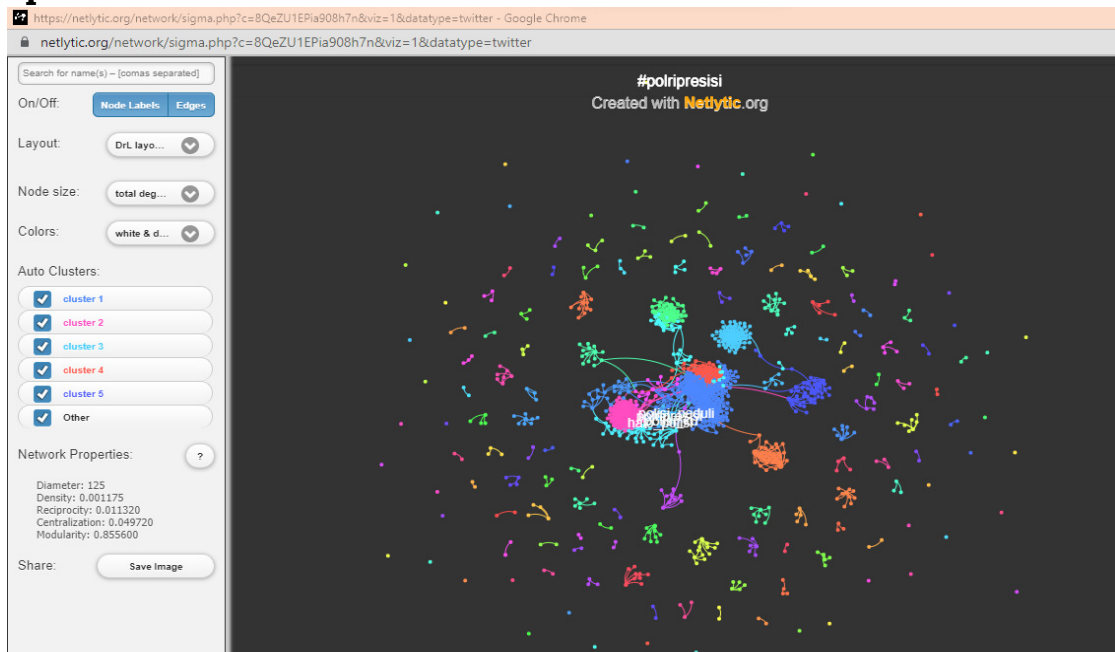 https://netlytic.org/network/sigma.php?c=8QeZU1EPia908h7n&viz=1&datatype=twitter - Google Chrome
netlytic.org/network/sigma.php?c=8QeZU1EPia908h7n&viz=1&datatype=twitter
Search for name(s) – [comas separated]
On/Off: Node Labels Edges
Layout: DrL layo...
Node size: total deg...
Colors: white & d...
Auto Clusters:
cluster 1
cluster 2
cluster 3
cluster 4
cluster 5
Other
Network Properties: ?
Diameter: 125
Density: 0.001175
Reciprocity: 0.011320
Centralization: 0.049720
Modularity: 0.855600
Share: Save Image
#polripresisi
Created with Netlytic.org